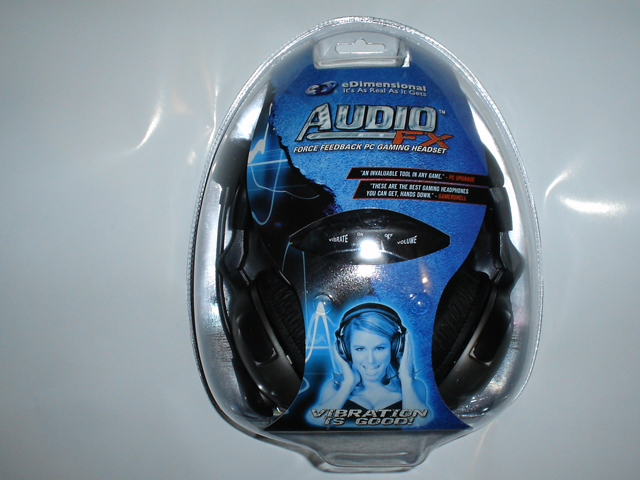 eDimensional
It's As Real As It Gets
AUDIO™
FX
FORCE FEEDBACK PC GAMING HEADSET
"AN INVALUABLE TOOL IN ANY GAME." - PC UPGRADE
"THESE ARE THE BEST GAMING HEADPHONES
YOU CAN GET, HANDS DOWN." - GAMERSHELL
VIBRATE VOLUME
VIBRATION
IS GOOD!